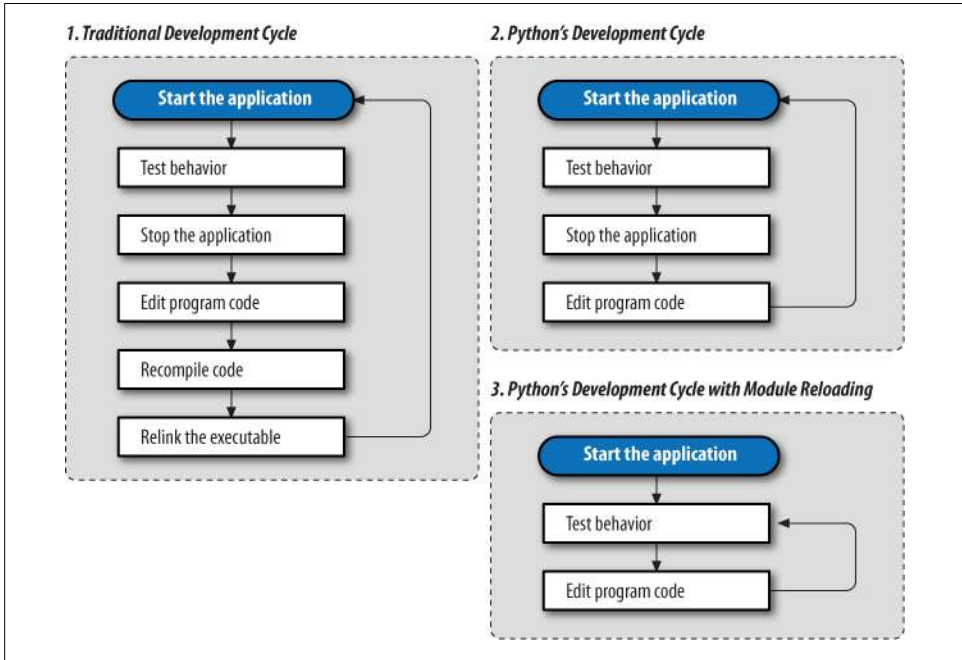 1. Traditional Development Cycle
Start the application
Test behavior
Stop the application
Edit program code
Recompile code
Relink the executable
2. Python's Development Cycle
Start the application
Test behavior
Stop the application
Edit program code
3. Python's Development Cycle with Module Reloading
Start the application
Test behavior
Edit program code